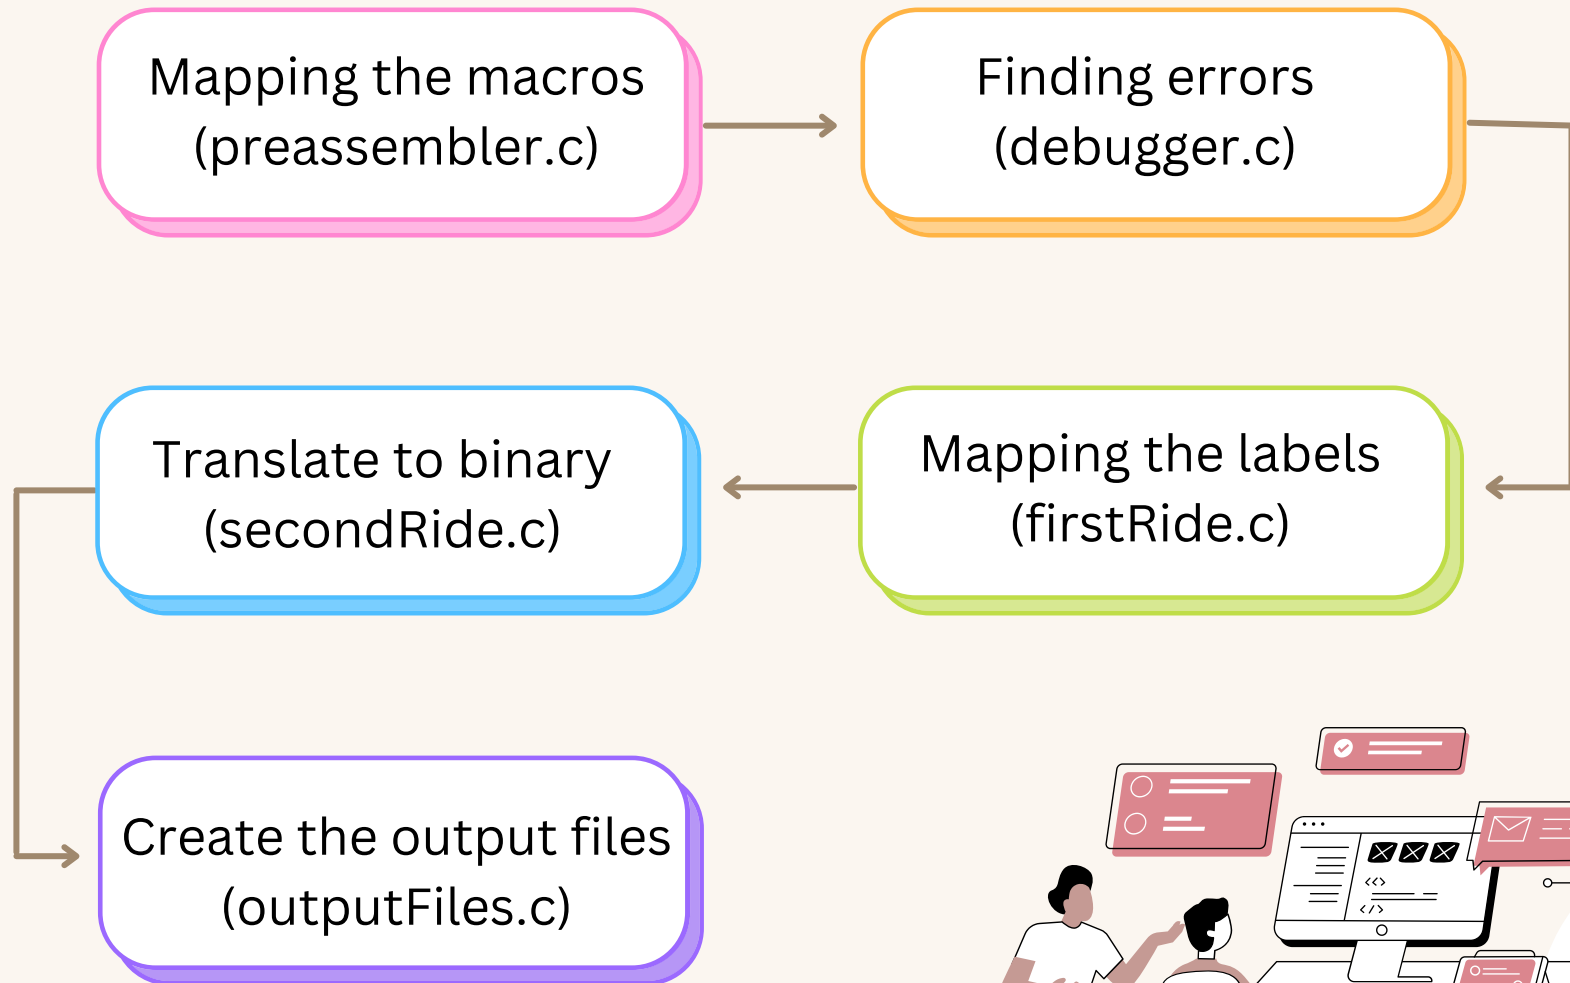 Mapping the macros
(preassembler.c)
Finding errors
(debugger.c)
Mapping the labels
(firstRide.c)
Translate to binary
(secondRide.c)
Create the output files
(outputFiles.c)